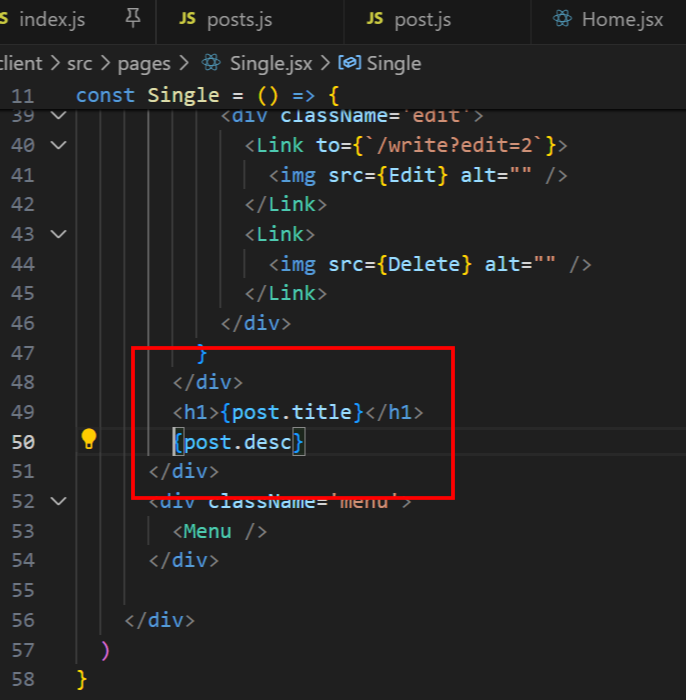 index.js JS posts.js JS post.js Home.jsx
client > src > pages > Single.jsx > Single
11 const Single = () => {
39 <div className='edit'>
40 <Link to={`/write?edit=2`}>
41 <img src={Edit} alt="" />
42 </Link>
43 <Link>
44 <img src={Delete} alt="" />
45 </Link>
46 </div>
47 }
48 </div>
49 <h1>{post.title}</h1>
50 {post.desc}
51 </div>
52 <div className='menu'>
53 <Menu />
54 </div>
55
56 </div>
57 )
58 }